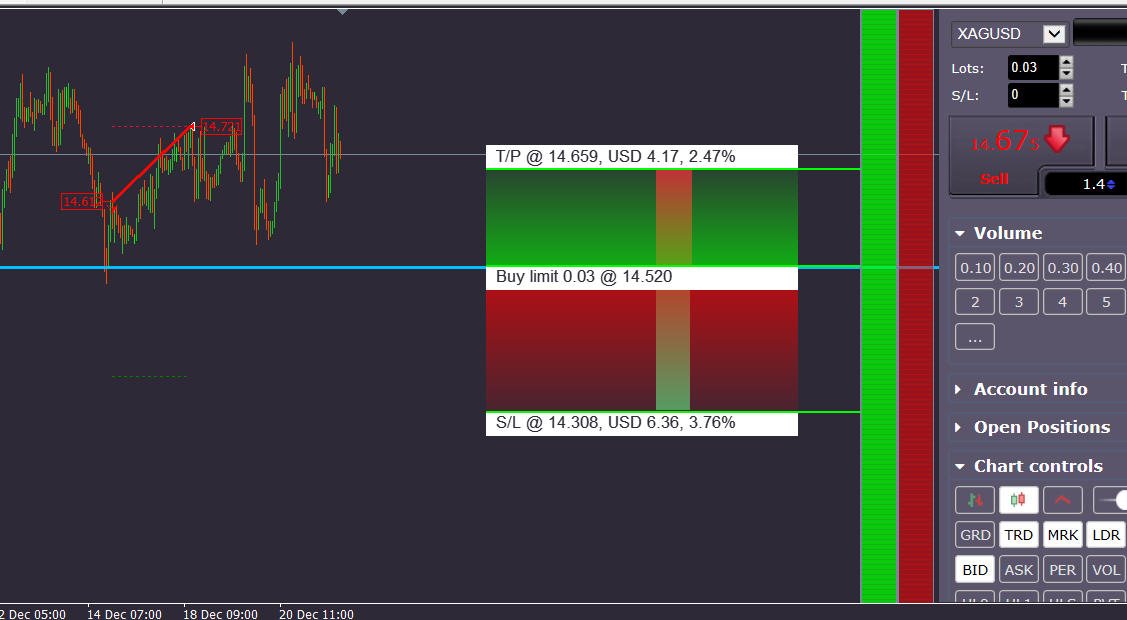 XAGUSD
Lots:
0.03
T
S/L:
0
T
14.721
14.67
Sell
1.4
T/P @ 14.659, USD 4.17, 2.47%
14.612
Volume
Buy limit 0.03 @ 14.520
0.10 0.20 0.30 0.40
2 3 4 5
...
Account info
S/L @ 14.308, USD 6.36, 3.76%
Open Positions
Chart controls
GRD TRD MRK LDR
BID ASK PER VOL
2 Dec 05:00 14 Dec 07:00 18 Dec 09:00 20 Dec 11:00